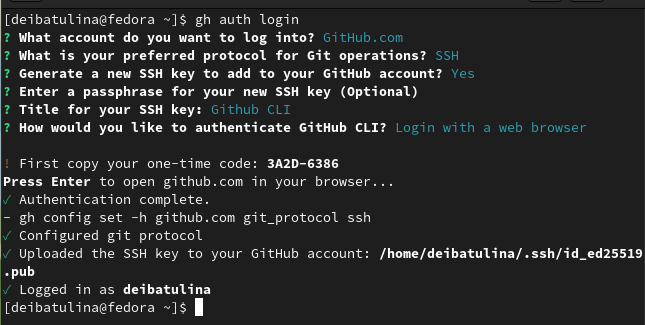 [deibatulina@fedora ~]$ gh auth login
? What account do you want to log into? GitHub.com
? What is your preferred protocol for Git operations? SSH
? Generate a new SSH key to add to your GitHub account? Yes
? Enter a passphrase for your new SSH key (Optional)
? Title for your SSH key: Github CLI
? How would you like to authenticate GitHub CLI? Login with a web browser
! First copy your one-time code: 3A2D-6386
Press Enter to open github.com in your browser...
✓ Authentication complete.
- gh config set -h github.com git_protocol ssh
✓ Configured git protocol
✓ Uploaded the SSH key to your GitHub account: /home/deibatulina/.ssh/id_ed25519
.pub
✓ Logged in as deibatulina
[deibatulina@fedora ~]$